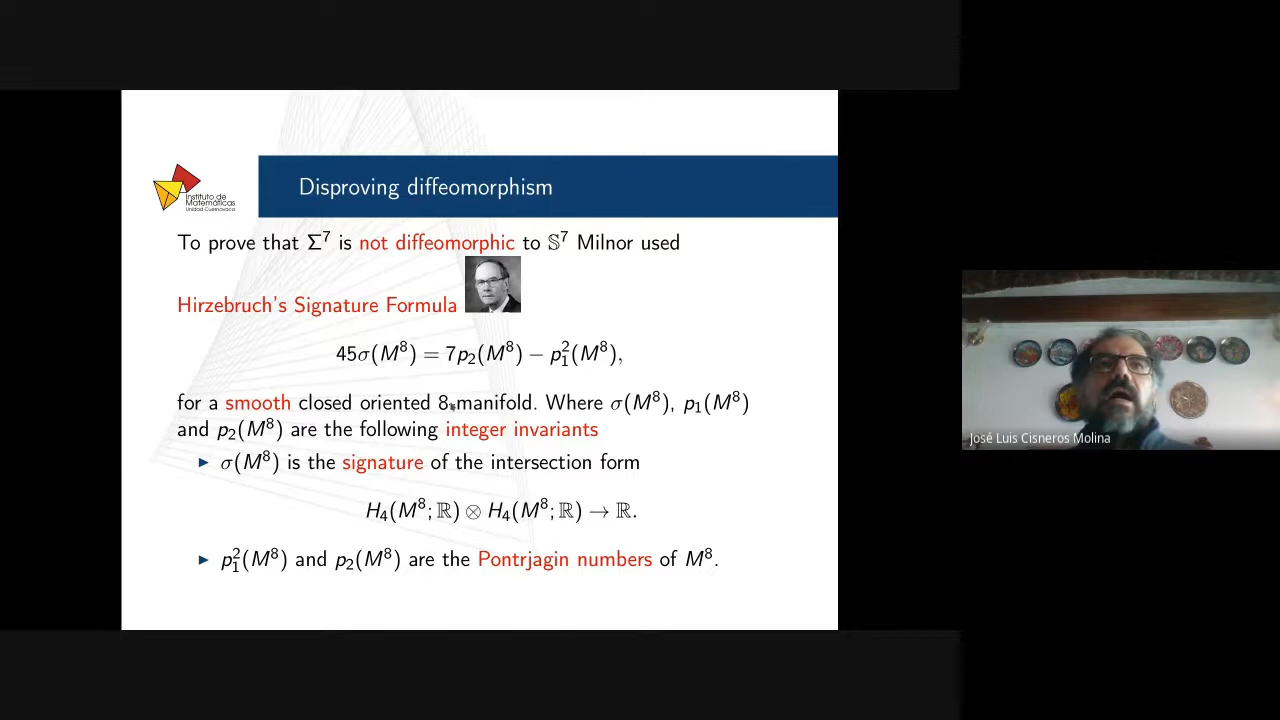 Instituto de
Matemáticas
Unidad Cuernavaca
Disproving diffeomorphism
To prove that Σ⁷ is not diffeomorphic to 𝕊⁷ Milnor used
Hirzebruch's Signature Formula
45σ(M⁸) = 7p₂(M⁸) − p₁²(M⁸),
for a smooth closed oriented 8-manifold. Where σ(M⁸), p₁(M⁸)
and p₂(M⁸) are the following integer invariants
► σ(M⁸) is the signature of the intersection form
H₄(M⁸; ℝ) ⊗ H₄(M⁸; ℝ) → ℝ.
► p₁²(M⁸) and p₂(M⁸) are the Pontrjagin numbers of M⁸.
José Luis Cisneros Molina